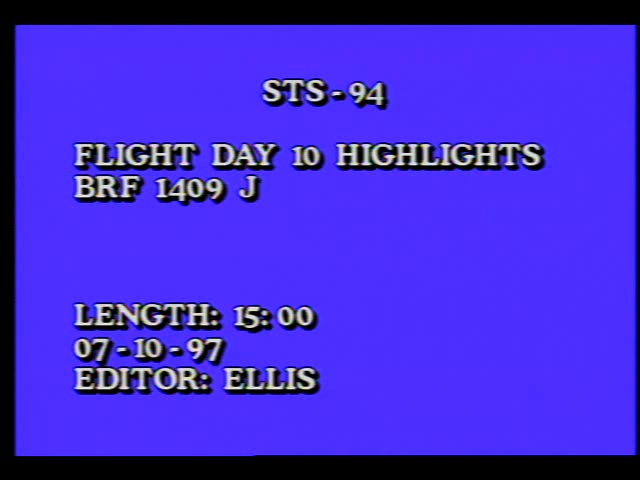 STS - 94
FLIGHT DAY 10 HIGHLIGHTS
BRF 1409 J
LENGTH: 15:00
07-10-97
EDITOR: ELLIS